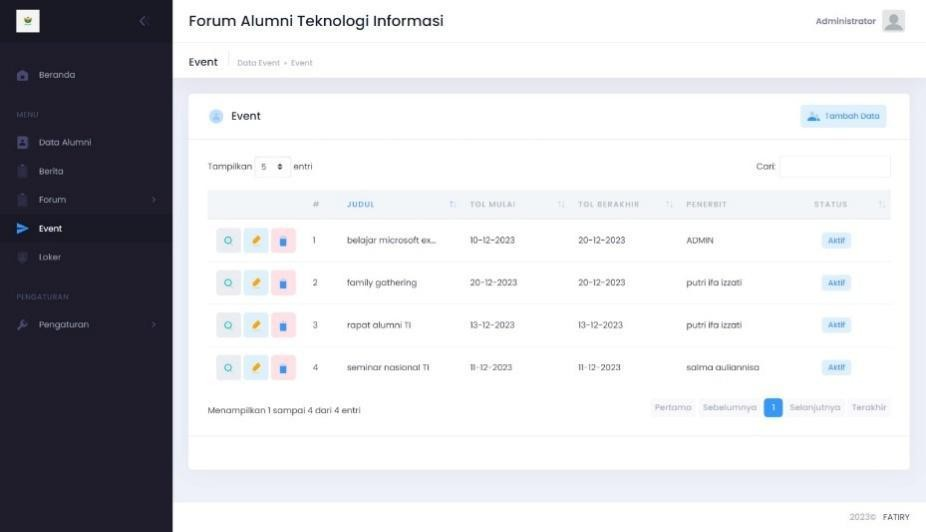 Forum Alumni Teknologi Informasi
Administrator
Event
Data Event • Event
Beranda
MENU
Data Alumni
Berita
Forum
Event
Loker
PENGATURAN
Pengaturan
Event
Tambah Data
Tampilkan 5 entri
Cari:
# JUDUL TGL MULAI TGL BERAKHIR PENERBIT STATUS
1 belajar microsoft ex... 10-12-2023 20-12-2023 ADMIN Aktif
2 family gathering 20-12-2023 20-12-2023 putri ifa izzati Aktif
3 rapat alumni TI 13-12-2023 13-12-2023 putri ifa izzati Aktif
4 seminar nasional TI 11-12-2023 11-12-2023 salma auliannisa Aktif
Menampilkan 1 sampai 4 dari 4 entri
Pertama Sebelumnya 1 Selanjutnya Terakhir
2023© FATIRY